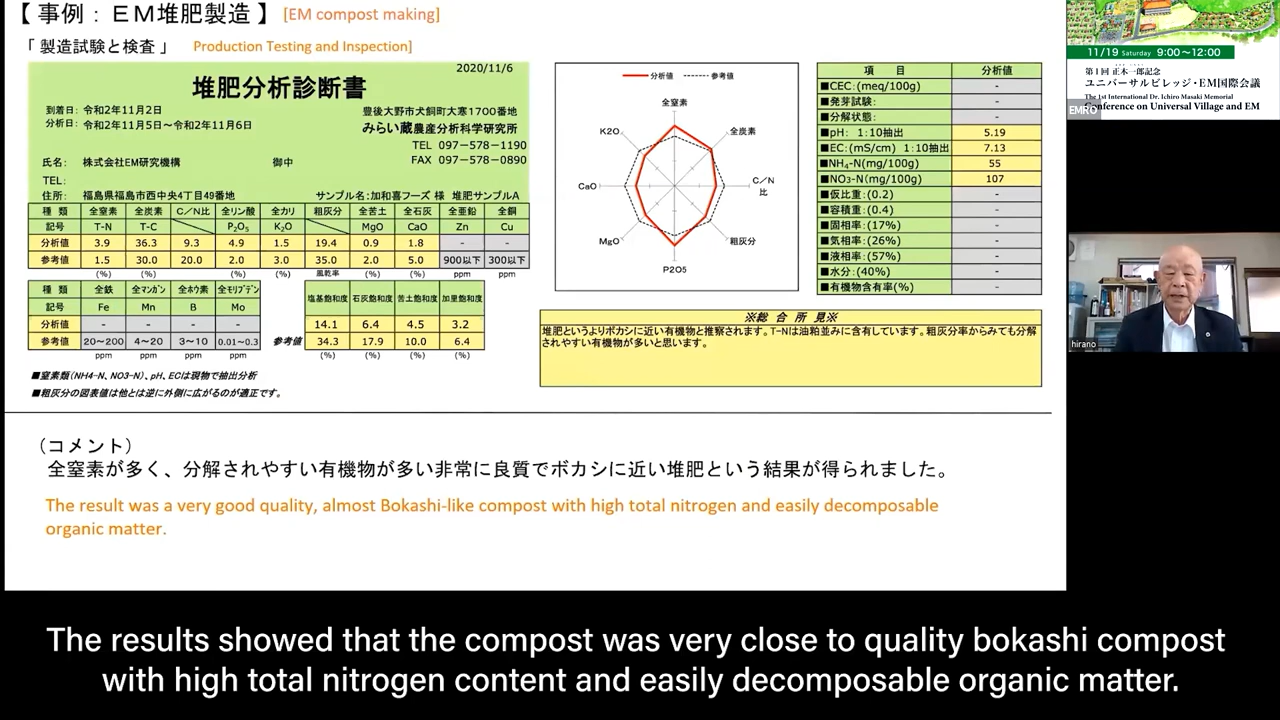 【 事例：ＥＭ堆肥製造 】 [EM compost making]
「 製造試験と検査 」 Production Testing and Inspection]
2020/11/6
堆肥分析診断書
到着日: 令和2年11月2日
分析日: 令和2年11月5日～令和2年11月6日
豊後大野市犬飼町大寒1700番地
みらい蔵農産分析科学研究所
TEL 097-578-1190
FAX 097-578-0890
氏名: 株式会社EM研究機構 御中
TEL:
住所: 福島県福島市西中央4丁目49番地 サンプル名:加和喜フーズ 様 堆肥サンプルA
種 類 全窒素 全炭素 C／N比 全リン酸 全カリ 粗灰分 全苦土 全石灰 全亜鉛 全銅
記号 T-N T-C P₂O₅ K₂O MgO CaO Zn Cu
分析値 3.9 36.3 9.3 4.9 1.5 19.4 0.9 1.8 - -
参考値 1.5 30.0 20.0 2.0 3.0 35.0 2.0 5.0 900以下 300以下
(%) (%) (%) (%) 風乾率 (%) (%) ppm ppm
種 類 全鉄 全ﾏﾝｶﾞﾝ 全ホウ素 全ﾓﾘﾌﾞﾃﾞﾝ
記号 Fe Mn B Mo
分析値 - - - -
参考値 20~200 4~20 3~10 0.01~0.3
ppm ppm ppm ppm
塩基飽和度 石灰飽和度 苦土飽和度 加里飽和度
14.1 6.4 4.5 3.2
参考値 34.3 17.9 10.0 6.4
(%) (%) (%) (%)
■窒素類(NH4-N、NO3-N)、pH、ECは現物で抽出分析
■粗灰分の図表値は他とは逆に外側に広がるのが適正です。
分析値 参考値
全窒素
全炭素
C／N
比
粗灰分
P2O5
MgO
CaO
K2O
項 目 分析値
■CEC:(meq/100g) -
■発芽試験: -
■分解状態: -
■pH: 1:10抽出 5.19
■EC:(mS/cm) 1:10抽出 7.13
■NH₄-N(mg/100g) 55
■NO₃-N(mg/100g) 107
■仮比重:(0.2) -
■容積重:(0.4) -
■固相率:(17%) -
■気相率:(26%) -
■液相率:(57%) -
■水分:(40%) -
■有機物含有率(%) -
※総 合 所 見※
堆肥というよりボカシに近い有機物と推察されます。T-Nは油粕並みに含有しています。粗灰分率からみても分解
されやすい有機物が多いと思います。
（コメント）
全窒素が多く、分解されやすい有機物が多い非常に良質でボカシに近い堆肥という結果が得られました。
The result was a very good quality, almost Bokashi-like compost with high total nitrogen and easily decomposable
organic matter.
11/19 Saturday 9:00～12:00
第1回 正木一郎記念
ユニバーサルビレッジ・EM国際会議
The 1st International Dr. Ichiro Masaki Memorial
Conference on Universal Village and EM
EMRO
hirano
The results showed that the compost was very close to quality bokashi compost
with high total nitrogen content and easily decomposable organic matter.